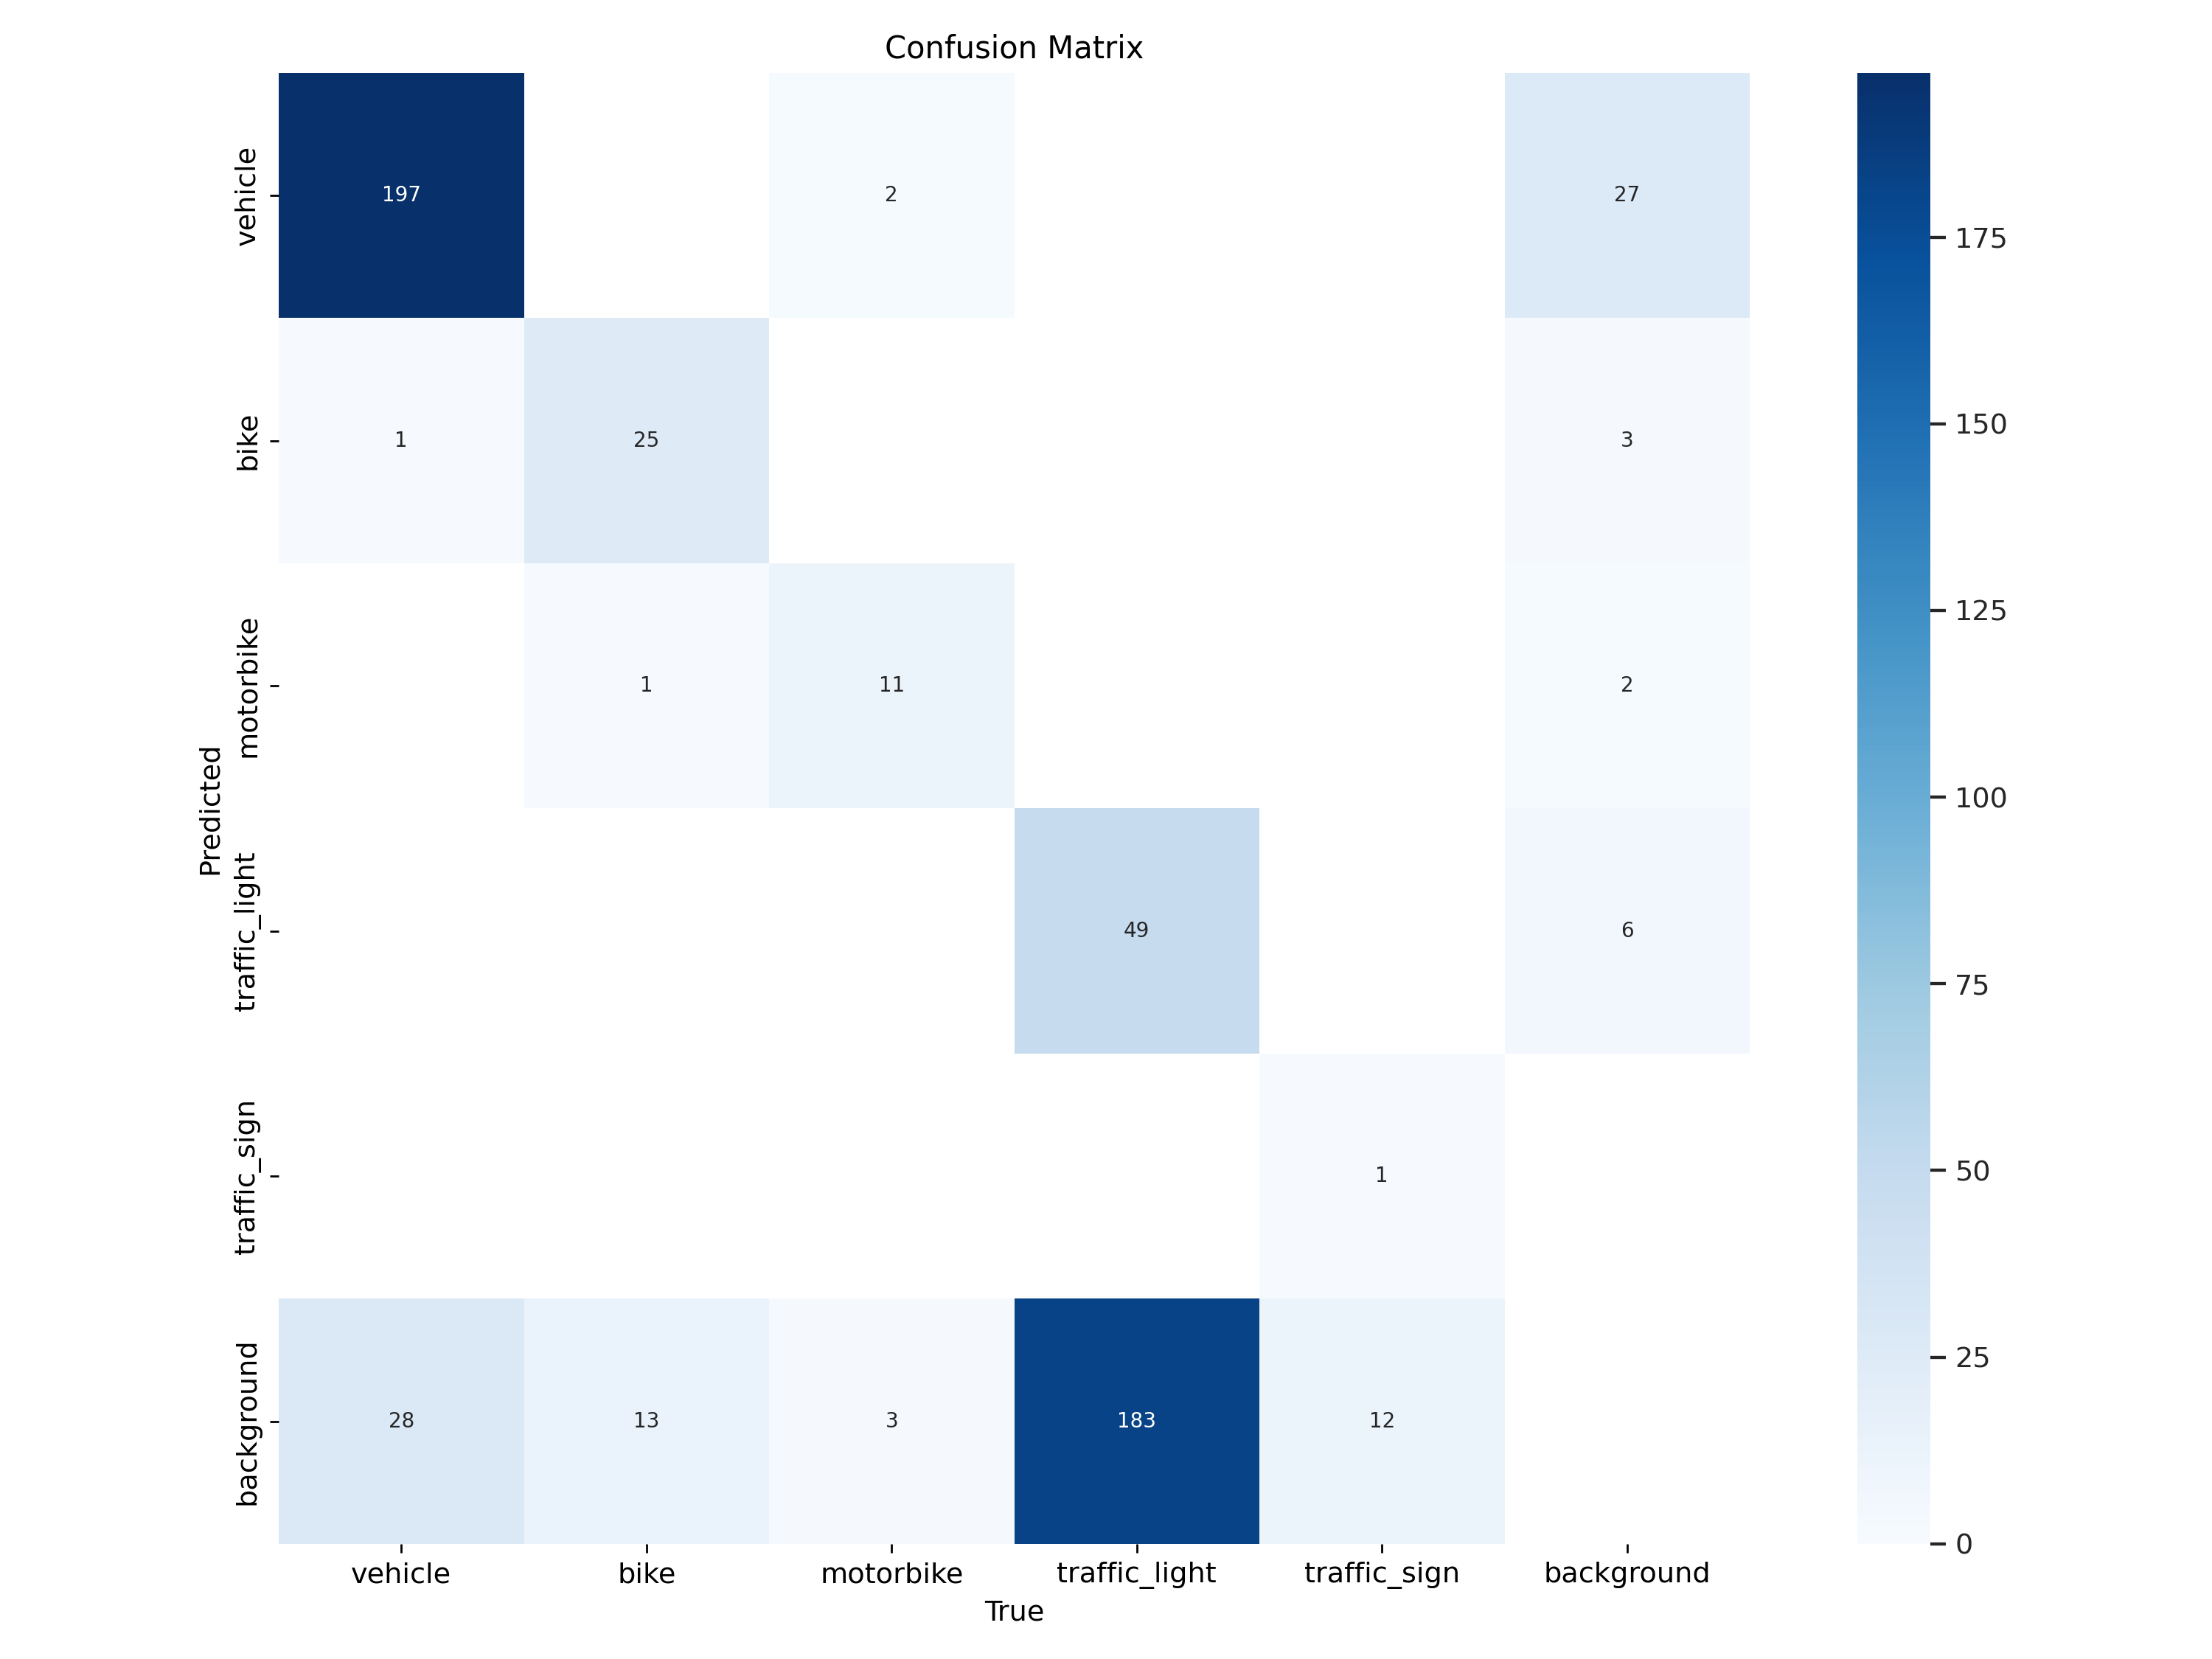 Confusion Matrix
vehicle
197
2
27
bike
1
25
3
motorbike
1
11
2
traffic_light
49
6
traffic_sign
1
background
28
13
3
183
12
Predicted
vehicle
bike
motorbike
traffic_light
traffic_sign
background
True
175
150
125
100
75
50
25
0